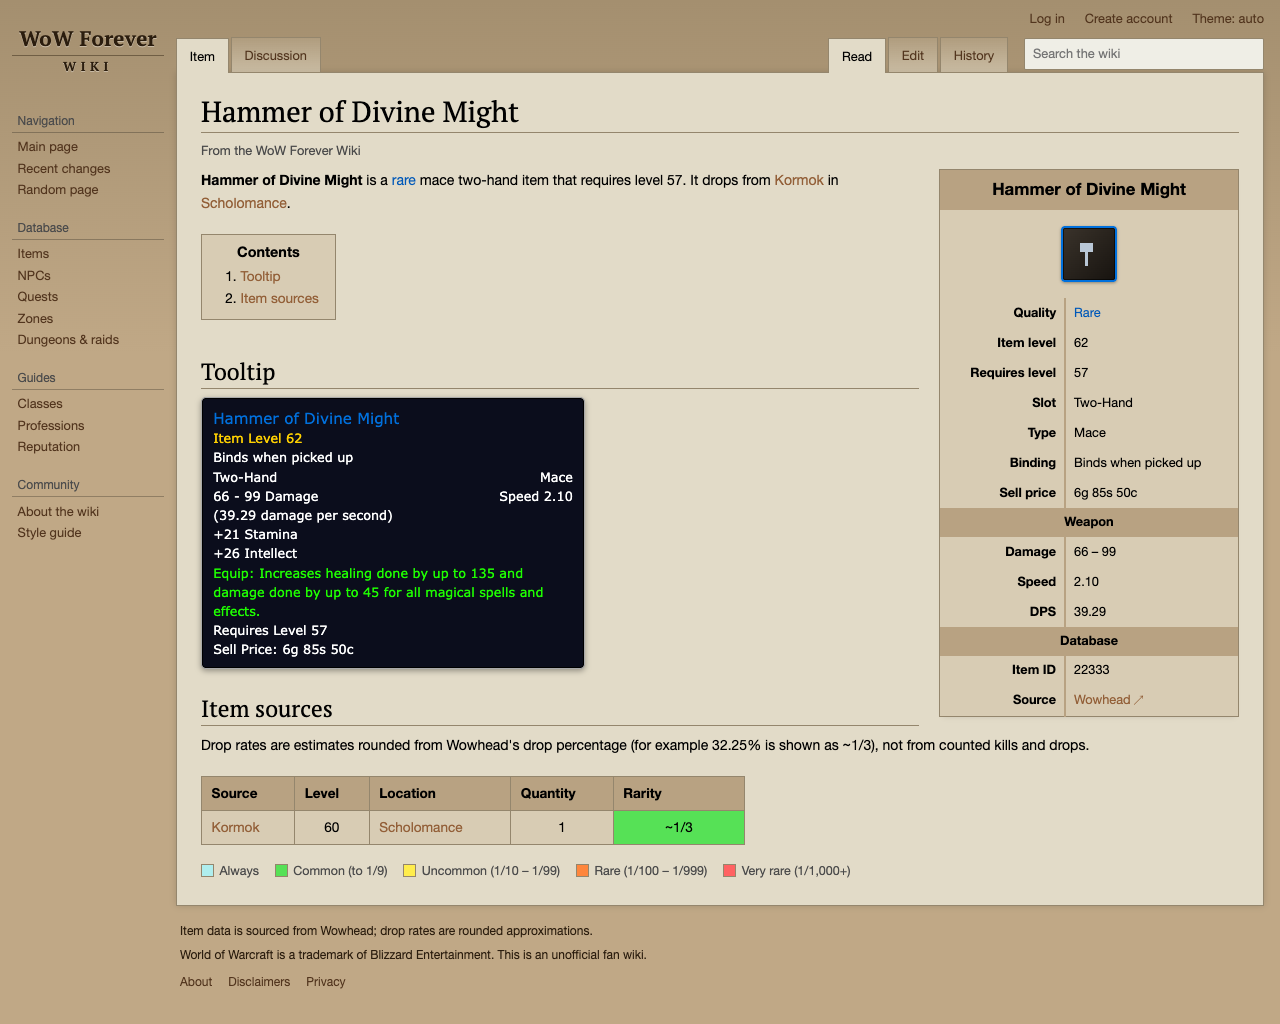 Log in
Create account
Theme: auto
WoW Forever
WIKI
Item
Discussion
Read
Edit
History
Search the wiki
Navigation
Main page
Recent changes
Random page
Database
Items
NPCs
Quests
Zones
Dungeons & raids
Guides
Classes
Professions
Reputation
Community
About the wiki
Style guide
Hammer of Divine Might
From the WoW Forever Wiki
Hammer of Divine Might is a rare mace two-hand item that requires level 57. It drops from Kormok in
Scholomance.
Contents
1. Tooltip
2. Item sources
Tooltip
Hammer of Divine Might
Item Level 62
Binds when picked up
Two-Hand Mace
66 - 99 Damage Speed 2.10
(39.29 damage per second)
+21 Stamina
+26 Intellect
Equip: Increases healing done by up to 135 and
damage done by up to 45 for all magical spells and
effects.
Requires Level 57
Sell Price: 6g 85s 50c
Hammer of Divine Might
Quality Rare
Item level 62
Requires level 57
Slot Two-Hand
Type Mace
Binding Binds when picked up
Sell price 6g 85s 50c
Weapon
Damage 66 – 99
Speed 2.10
DPS 39.29
Database
Item ID 22333
Source Wowhead ↗
Item sources
Drop rates are estimates rounded from Wowhead's drop percentage (for example 32.25% is shown as ~1/3), not from counted kills and drops.
Source Level Location Quantity Rarity
Kormok 60 Scholomance 1 ~1/3
Always Common (to 1/9) Uncommon (1/10 – 1/99) Rare (1/100 – 1/999) Very rare (1/1,000+)
Item data is sourced from Wowhead; drop rates are rounded approximations.
World of Warcraft is a trademark of Blizzard Entertainment. This is an unofficial fan wiki.
About Disclaimers Privacy